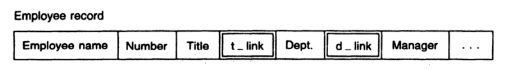 Employee record
Employee name Number Title t_link Dept. d_link Manager ...